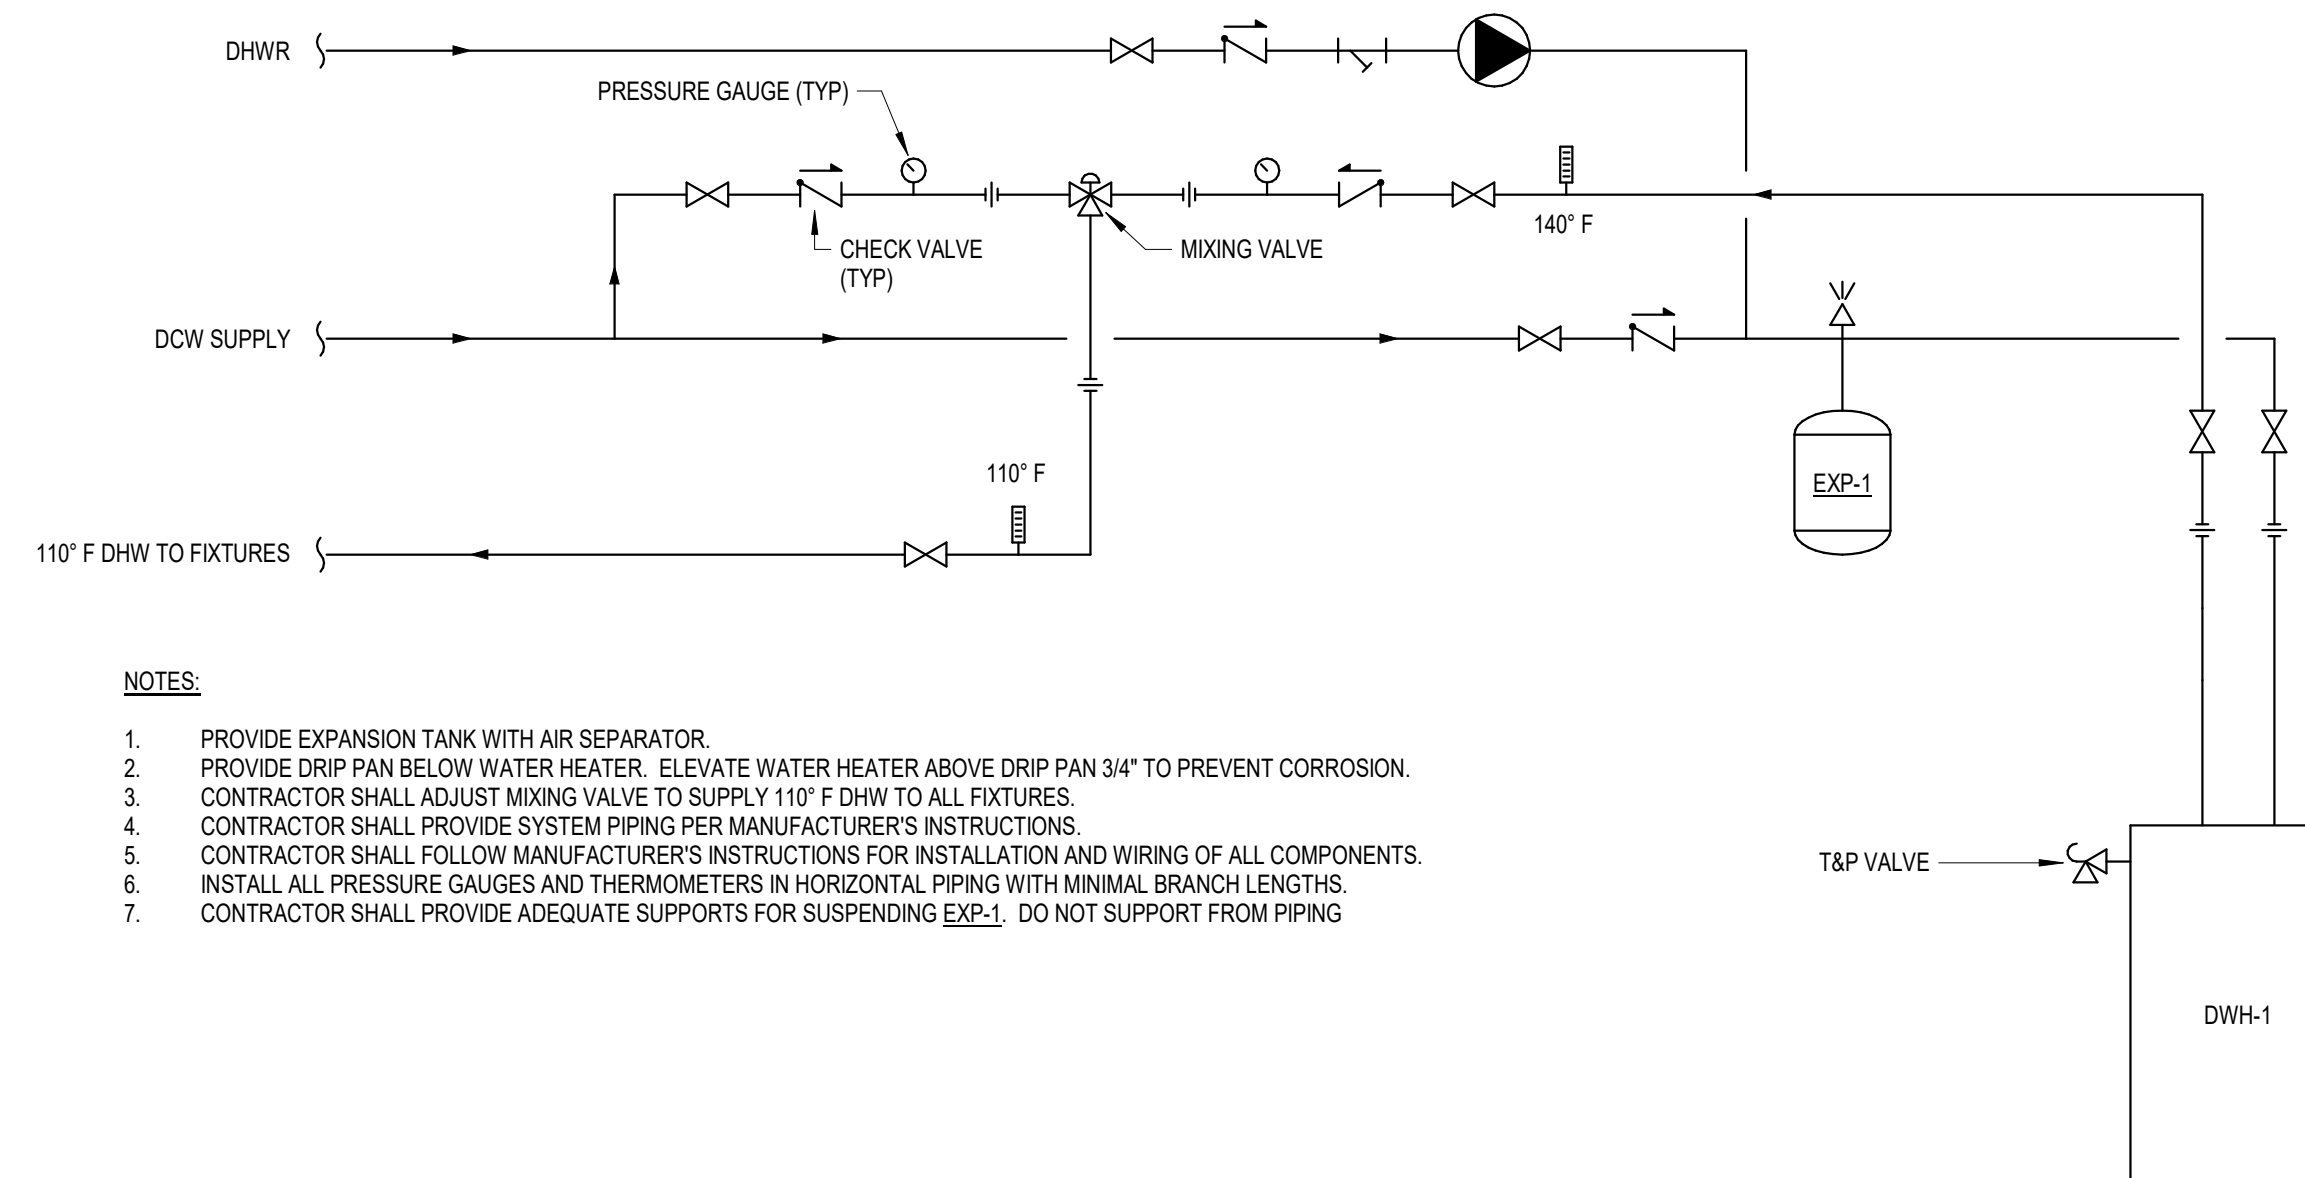 DHWR
PRESSURE GAUGE (TYP)
140° F
CHECK VALVE
(TYP)
MIXING VALVE
DCW SUPPLY
110° F
EXP-1
110° F DHW TO FIXTURES
NOTES:
1. PROVIDE EXPANSION TANK WITH AIR SEPARATOR.
2. PROVIDE DRIP PAN BELOW WATER HEATER. ELEVATE WATER HEATER ABOVE DRIP PAN 3/4" TO PREVENT CORROSION.
3. CONTRACTOR SHALL ADJUST MIXING VALVE TO SUPPLY 110° F DHW TO ALL FIXTURES.
4. CONTRACTOR SHALL PROVIDE SYSTEM PIPING PER MANUFACTURER'S INSTRUCTIONS.
5. CONTRACTOR SHALL FOLLOW MANUFACTURER'S INSTRUCTIONS FOR INSTALLATION AND WIRING OF ALL COMPONENTS.
6. INSTALL ALL PRESSURE GAUGES AND THERMOMETERS IN HORIZONTAL PIPING WITH MINIMAL BRANCH LENGTHS.
7. CONTRACTOR SHALL PROVIDE ADEQUATE SUPPORTS FOR SUSPENDING EXP-1. DO NOT SUPPORT FROM PIPING
T&P VALVE
DWH-1